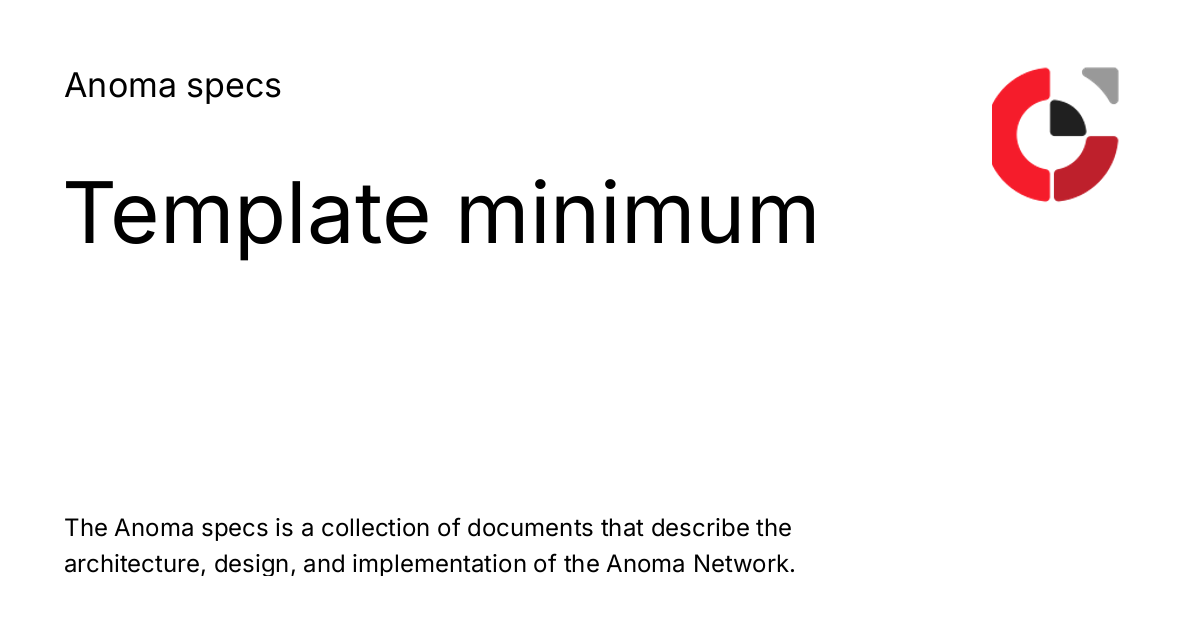 Anoma specs
Template minimum
The Anoma specs is a collection of documents that describe the
architecture, design, and implementation of the Anoma Network.